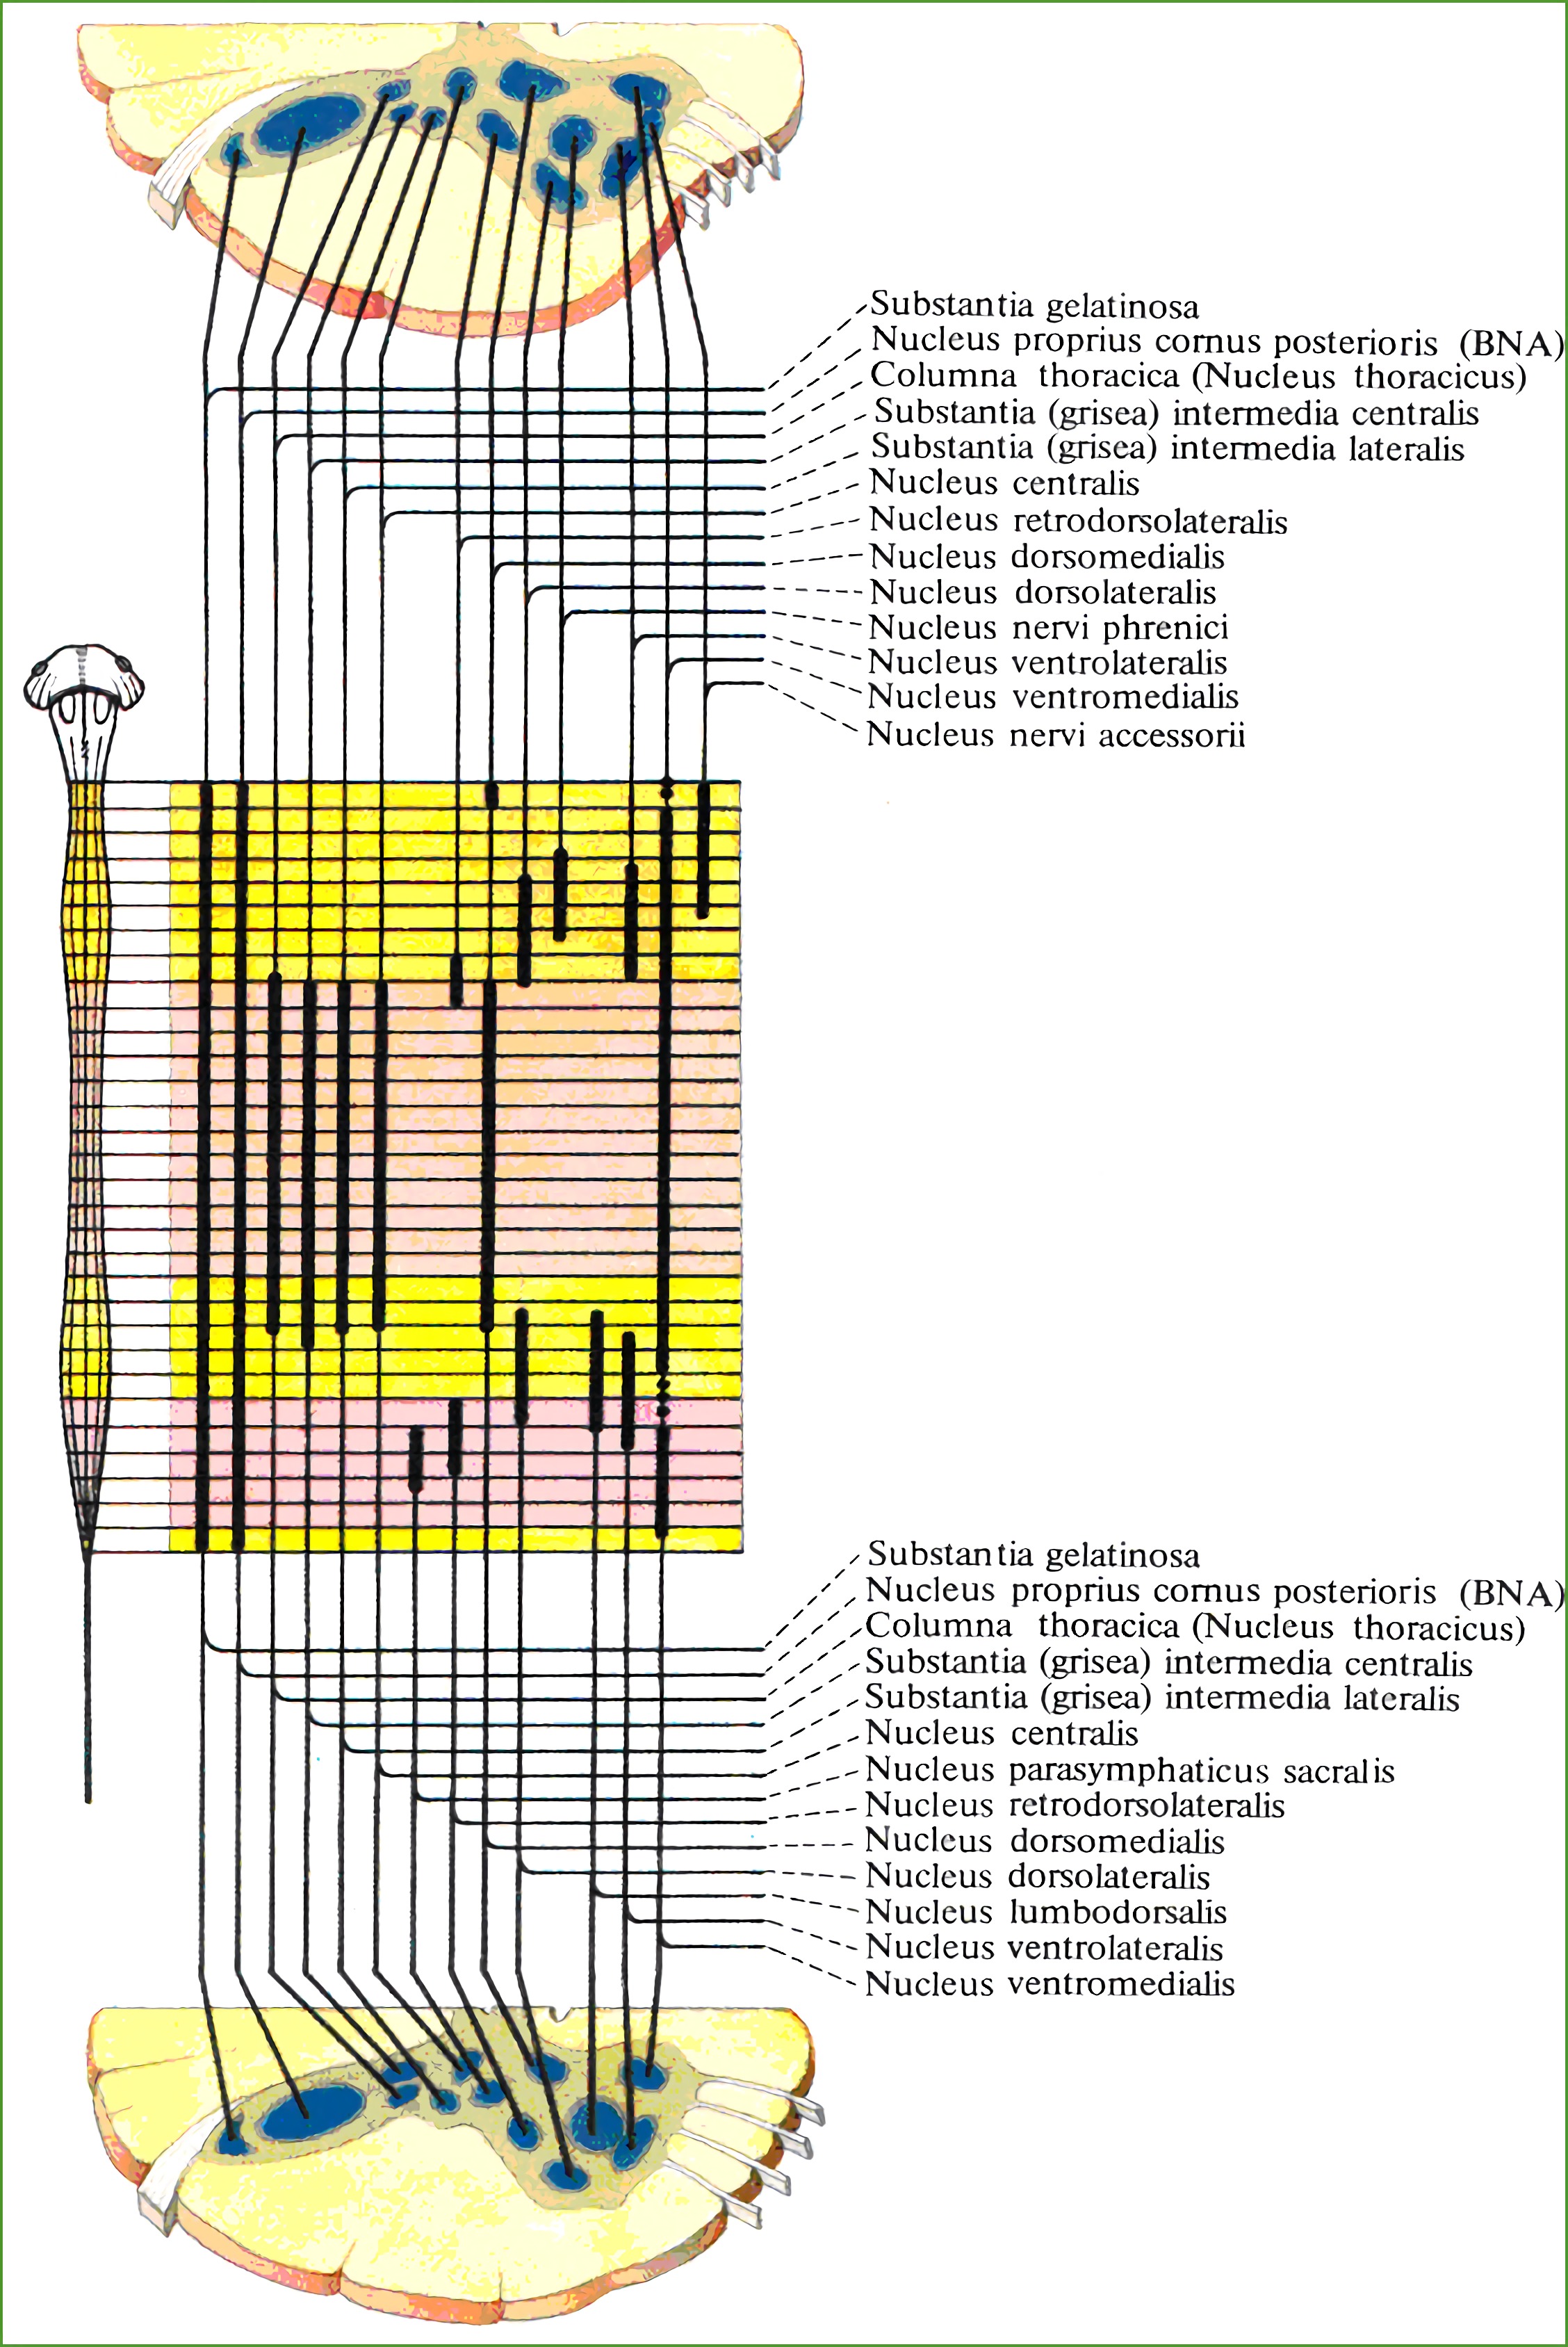 Substantia gelatinosa
Nucleus proprius cornus posterioris (BNA)
Columna thoracica (Nucleus thoracicus)
Substantia (grisea) intermedia centralis
Substantia (grisea) intermedia lateralis
Nucleus centralis
Nucleus retrodorsolateralis
Nucleus dorsomedialis
Nucleus dorsolateralis
Nucleus nervi phrenici
Nucleus ventrolateralis
Nucleus ventromedialis
Nucleus nervi accessorii
Substantia gelatinosa
Nucleus proprius cornus posterioris (BNA)
Columna thoracica (Nucleus thoracicus)
Substantia (grisea) intermedia centralis
Substantia (grisea) intermedia lateralis
Nucleus centralis
Nucleus parasymphaticus sacralis
Nucleus retrodorsolateralis
Nucleus dorsomedialis
Nucleus dorsolateralis
Nucleus lumbodorsalis
Nucleus ventrolateralis
Nucleus ventromedialis